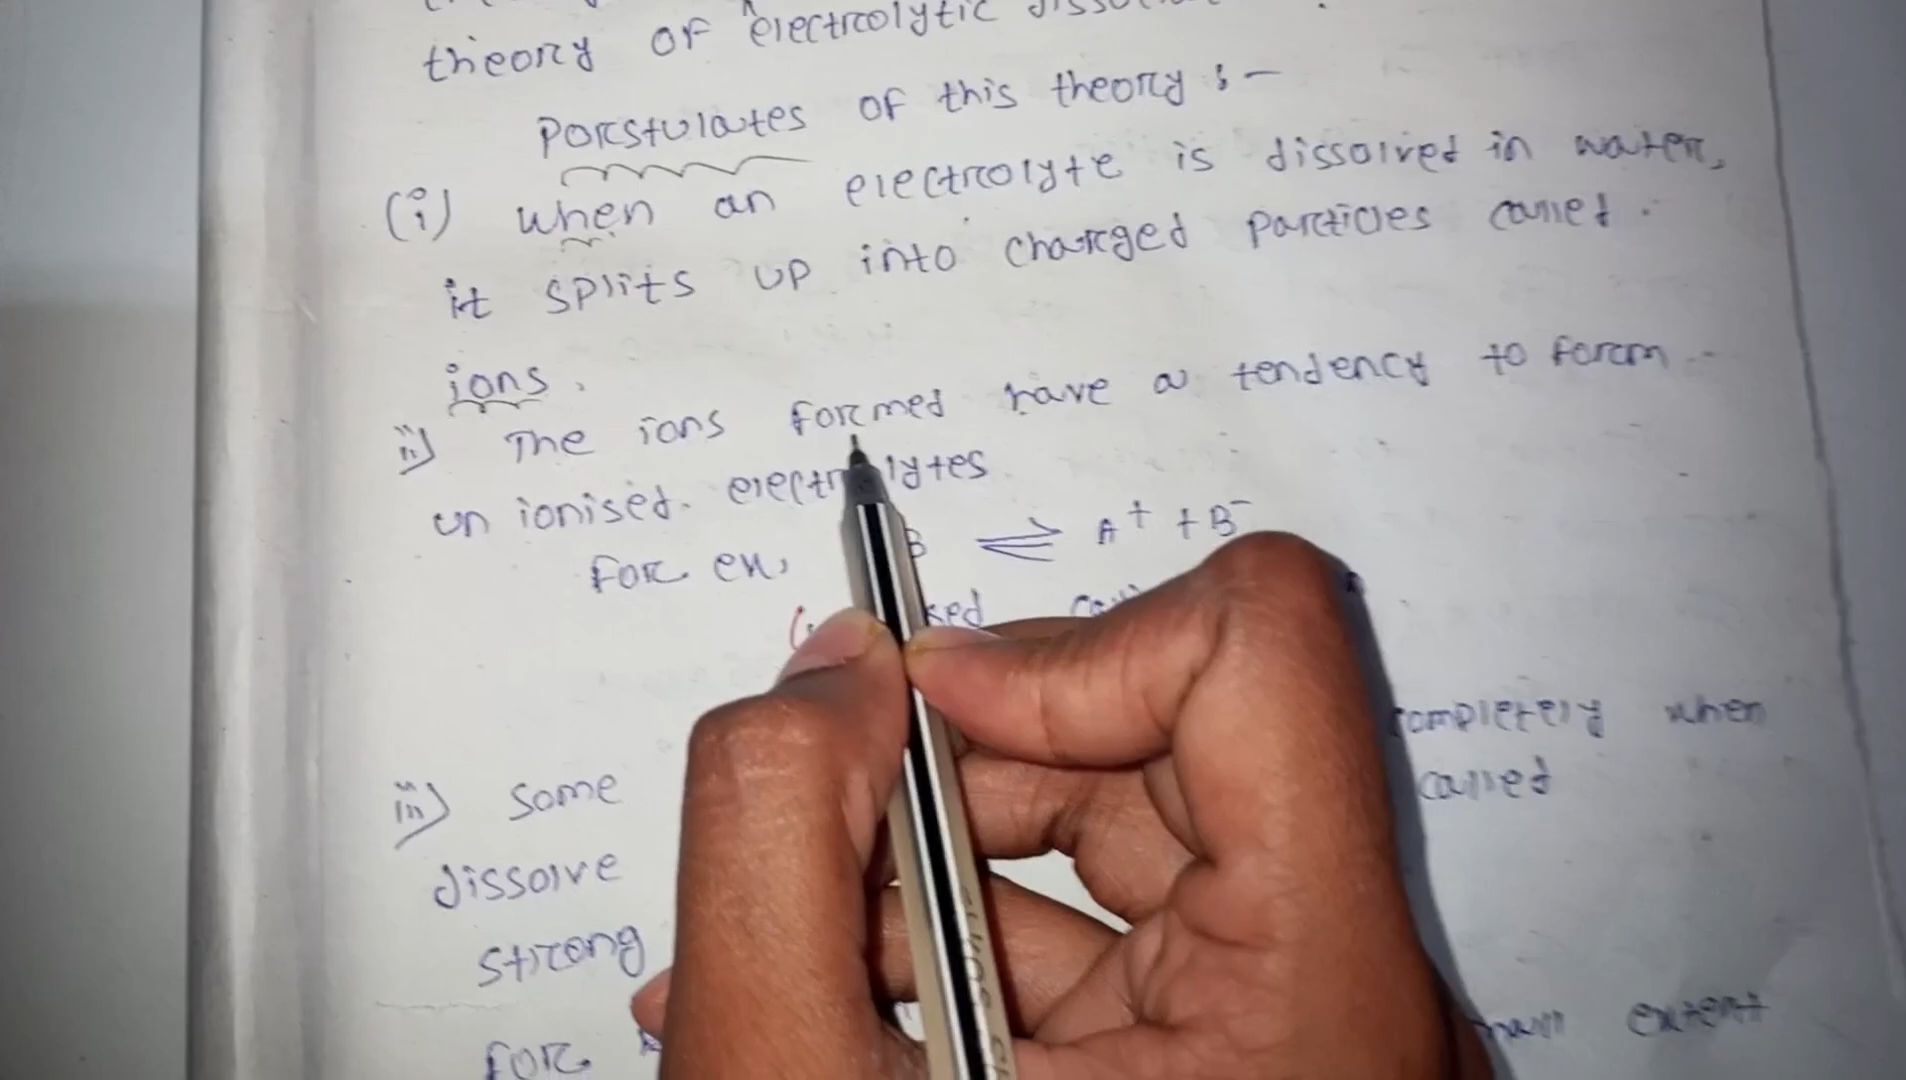 theory of electrolytic
Porstulates of this theory :-
(i) when an electrolyte is dissolved in water,
it splits up into charged particles called
ions.
ii) The ions formed have a tendency to form
un ionised electrolytes
for ex, B ⇌ A⁺ + B⁻
completely when
iii) Some called
dissolve
strong
extent
for